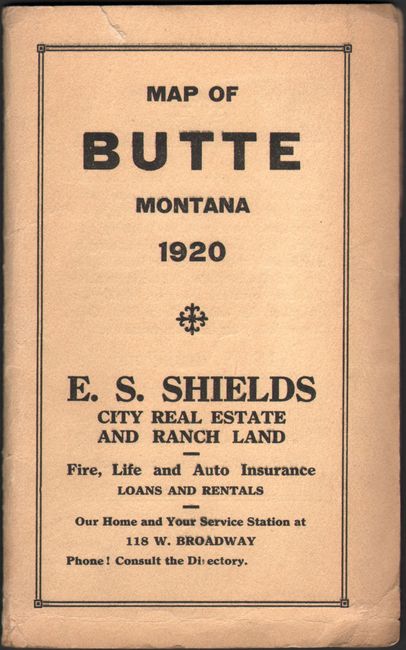 MAP OF
BUTTE
MONTANA
1920
E. S. SHIELDS
CITY REAL ESTATE
AND RANCH LAND
Fire, Life and Auto Insurance
LOANS AND RENTALS
Our Home and Your Service Station at
118 W. BROADWAY
Phone! Consult the Directory.